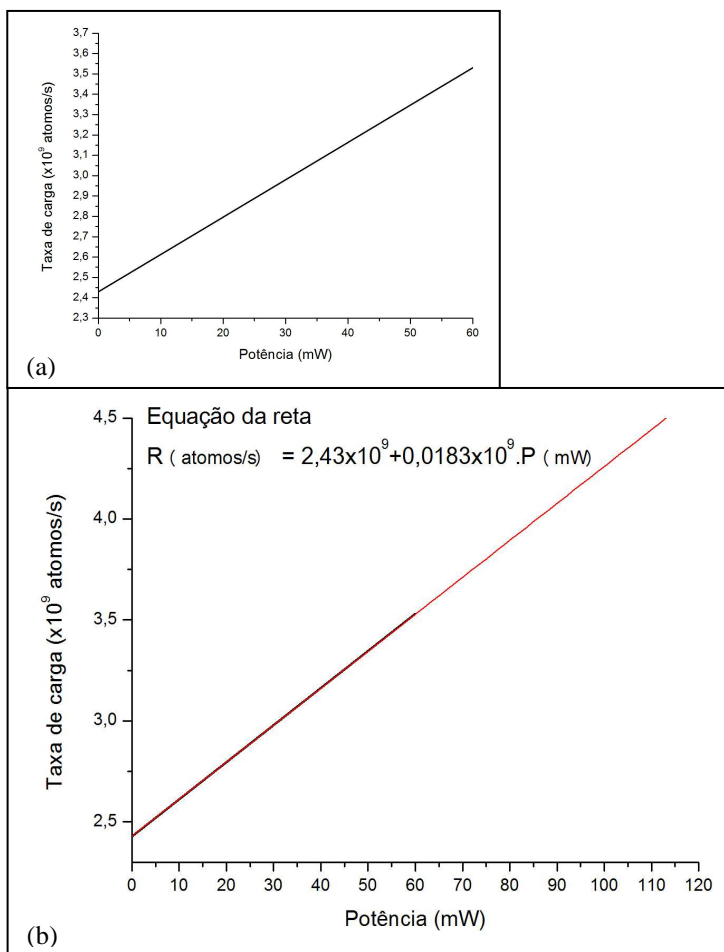 3,7
3,6
3,5
3,4
3,3
3,2
3,1
3,0
2,9
2,8
2,7
2,6
2,5
2,4
2,3
Taxa de carga (x10⁹ atomos/s)
0 10 20 30 40 50 60
Potência (mW)
(a)
Equação da reta
R ( atomos/s) = 2,43x10⁹+0,0183x10⁹.P ( mW)
4,5
4,0
3,5
3,0
2,5
Taxa de carga (x10⁹ atomos/s)
0 10 20 30 40 50 60 70 80 90 100 110 120
Potência (mW)
(b)